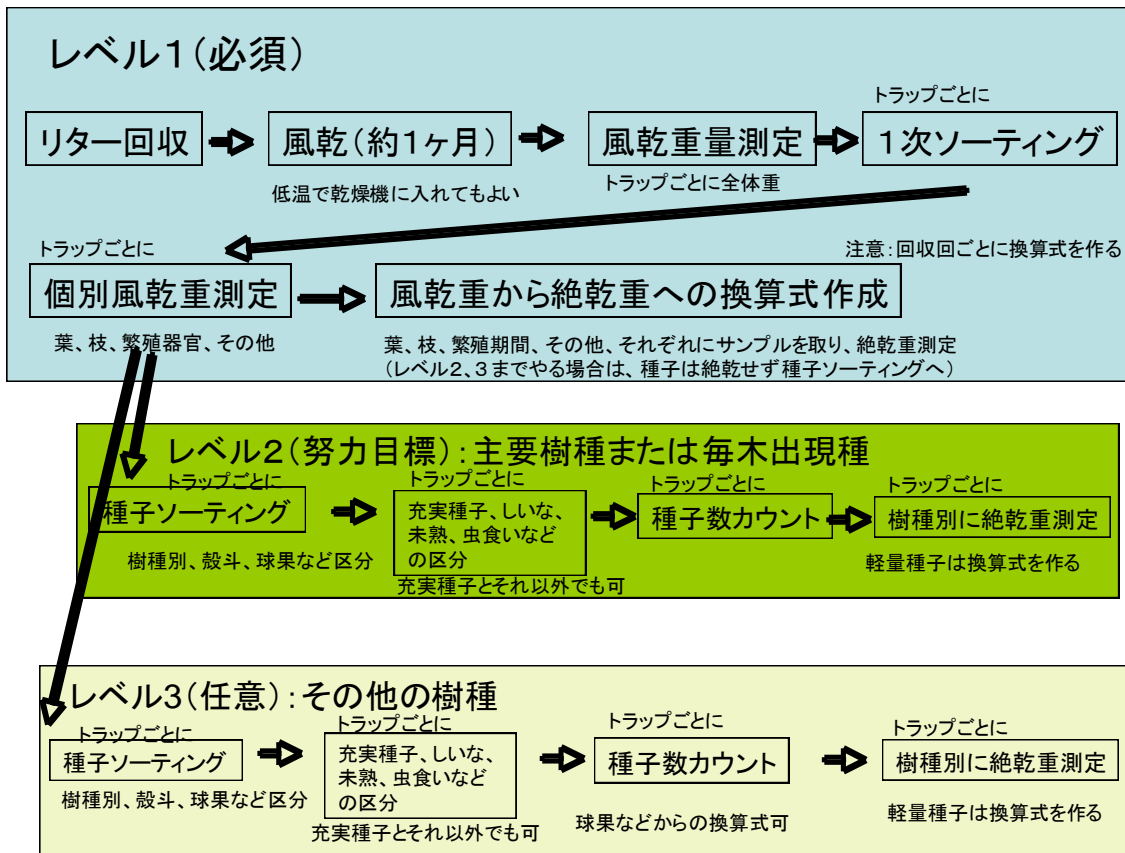 レベル1(必須)
トラップごとに
リター回収
風乾(約1ヶ月)
風乾重量測定
1次ソーティング
低温で乾燥機に入れてもよい
トラップごとに全体重
トラップごとに
注意:回収回ごとに換算式を作る
個別風乾重測定
風乾重から絶乾重への換算式作成
葉、枝、繁殖器官、その他
葉、枝、繁殖期間、その他、それぞれにサンプルを取り、絶乾重測定
(レベル2、3までやる場合は、種子は絶乾せず種子ソーティングへ)
レベル2(努力目標):主要樹種または毎木出現種
トラップごとに
種子ソーティング
樹種別、殻斗、球果など区分
トラップごとに
充実種子、しいな、
未熟、虫食いなど
の区分
充実種子とそれ以外でも可
トラップごとに
種子数カウント
トラップごとに
樹種別に絶乾重測定
軽量種子は換算式を作る
レベル3(任意):その他の樹種
トラップごとに
種子ソーティング
樹種別、殻斗、球果など区分
トラップごとに
充実種子、しいな、
未熟、虫食いなど
の区分
充実種子とそれ以外でも可
トラップごとに
種子数カウント
球果などからの換算式可
トラップごとに
樹種別に絶乾重測定
軽量種子は換算式を作る